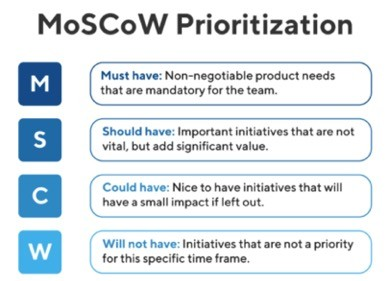 MoSCoW Prioritization
M
Must have: Non-negotiable product needs
that are mandatory for the team.
S
Should have: Important initiatives that are not
vital, but add significant value.
C
Could have: Nice to have initiatives that will
have a small impact if left out.
W
Will not have: Initiatives that are not a priority
for this specific time frame.